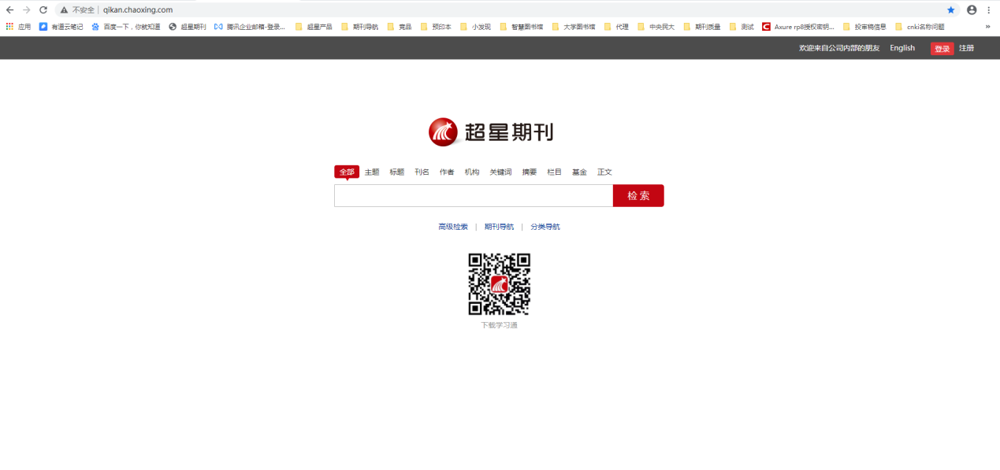 不安全 qikan.chaoxing.com
应用 有道云笔记 百度一下，你就知道 超星期刊 腾讯企业邮箱-登录... 超星产品 期刊导航 竞品 预印本 小发现 智慧图书馆 大学图书馆 代理 中央民大 期刊质量 测试 Axure rp8授权密钥... 投审稿信息 cnki名称问题 »
欢迎来自公司内部的朋友 English 登录 注册
超星期刊
全部 主题 标题 刊名 作者 机构 关键词 摘要 栏目 基金 正文
检 索
高级检索 | 期刊导航 | 分类导航
下载学习通